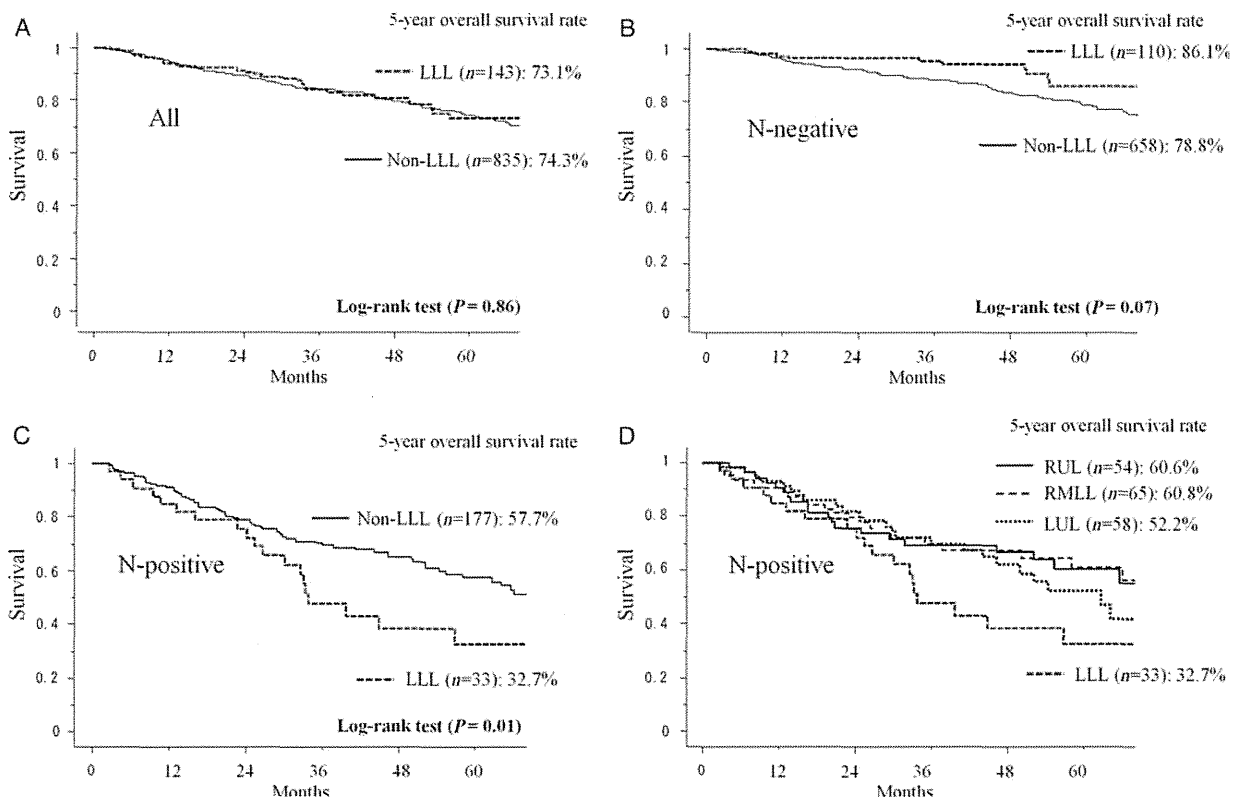 A
5-year overall survival rate
LLL (n=143): 73.1%
All
Non-LLL (n=835): 74.3%
Log-rank test (P = 0.86)
Survival
1
0.8
0.6
0.4
0.2
0
0 12 24 36 48 60
Months
B
5-year overall survival rate
LLL (n=110) 86.1%
N-negative
Non-LLL (n=658): 78.8%
Log-rank test (P = 0.07)
Survival
1
0.8
0.6
0.4
0.2
0
0 12 24 36 48 60
Months
C
5-year overall survival rate
Non-LLL (n=177): 57.7%
N-positive
LLL (n=33): 32.7%
Log-rank test (P = 0.01)
Survival
1
0.8
0.6
0.4
0.2
0
0 12 24 36 48 60
Months
D
5-year overall survival rate
RUL (n=54): 60.6%
RMLL (n=65): 60.8%
LUL (n=58): 52.2%
N-positive
LLL (n=33): 32.7%
Survival
1
0.8
0.6
0.4
0.2
0
0 12 24 36 48 60
Months